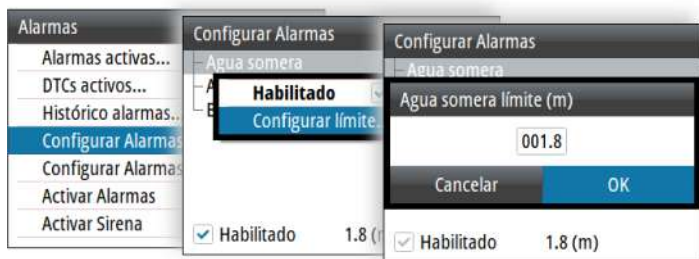 Alarmas
Alarmas activas...
DTCs activos...
Histórico alarmas..
Configurar Alarmas
Configurar Alarmas
Activar Alarmas
Activar Sirena
Configurar Alarmas
Agua somera
Habilitado
Configurar límite.
Habilitado 1.8 (
Configurar Alarmas
Agua somera
Agua somera límite (m)
001.8
Cancelar OK
Habilitado 1.8 (m)